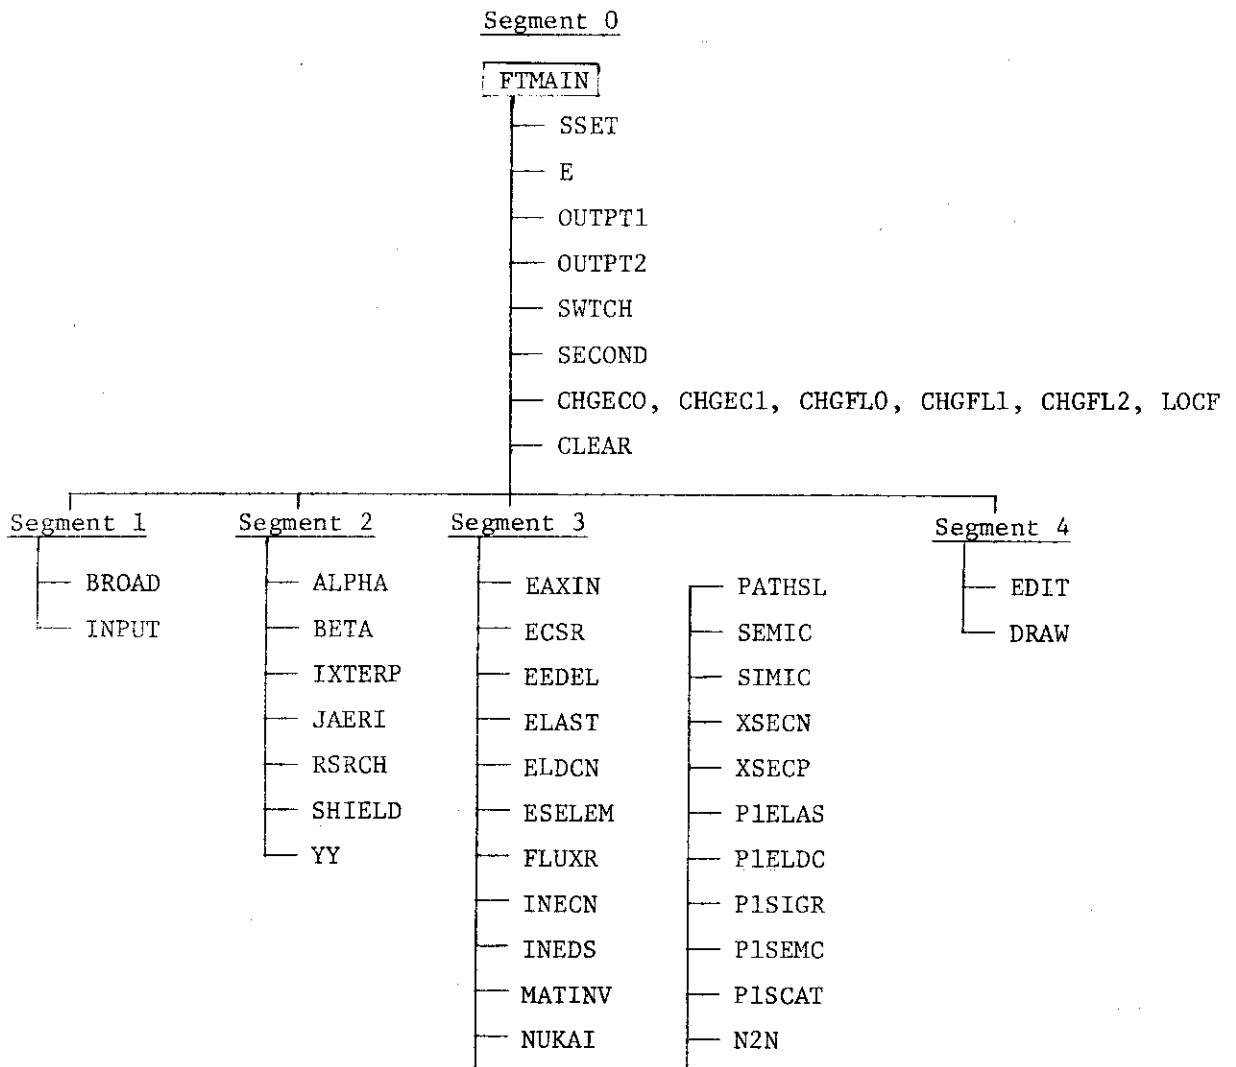 Segment 0
FTMAIN
SSET
E
OUTPT1
OUTPT2
SWTCH
SECOND
CHGECO, CHGEC1, CHGFL0, CHGFL1, CHGFL2, LOCF
CLEAR
Segment 1
BROAD
INPUT
Segment 2
ALPHA
BETA
IXTERP
JAERI
RSRCH
SHIELD
YY
Segment 3
EAXIN
ECSR
EEDEL
ELAST
ELDCN
ESELEM
FLUXR
INECN
INEDS
MATINV
NUKAI
PATHSL
SEMIC
SIMIC
XSECN
XSECP
P1ELAS
P1ELDC
P1SIGR
P1SEMC
P1SCAT
N2N
Segment 4
EDIT
DRAW